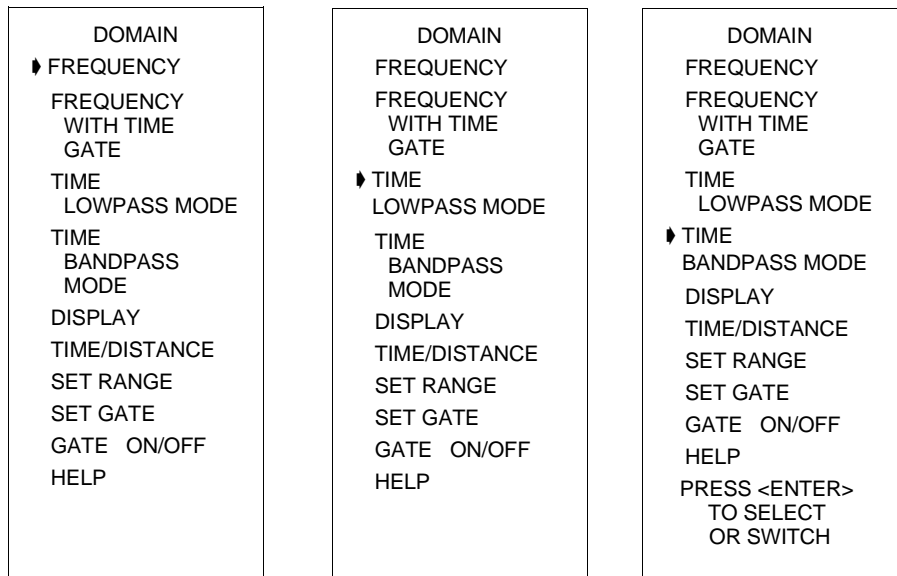 DOMAIN
FREQUENCY
FREQUENCY
WITH TIME
GATE
TIME
LOWPASS MODE
TIME
BANDPASS
MODE
DISPLAY
TIME/DISTANCE
SET RANGE
SET GATE
GATE ON/OFF
HELP
DOMAIN
FREQUENCY
FREQUENCY
WITH TIME
GATE
TIME
LOWPASS MODE
TIME
BANDPASS
MODE
DISPLAY
TIME/DISTANCE
SET RANGE
SET GATE
GATE ON/OFF
HELP
DOMAIN
FREQUENCY
FREQUENCY
WITH TIME
GATE
TIME
LOWPASS MODE
TIME
BANDPASS MODE
DISPLAY
TIME/DISTANCE
SET RANGE
SET GATE
GATE ON/OFF
HELP
PRESS <ENTER>
TO SELECT
OR SWITCH